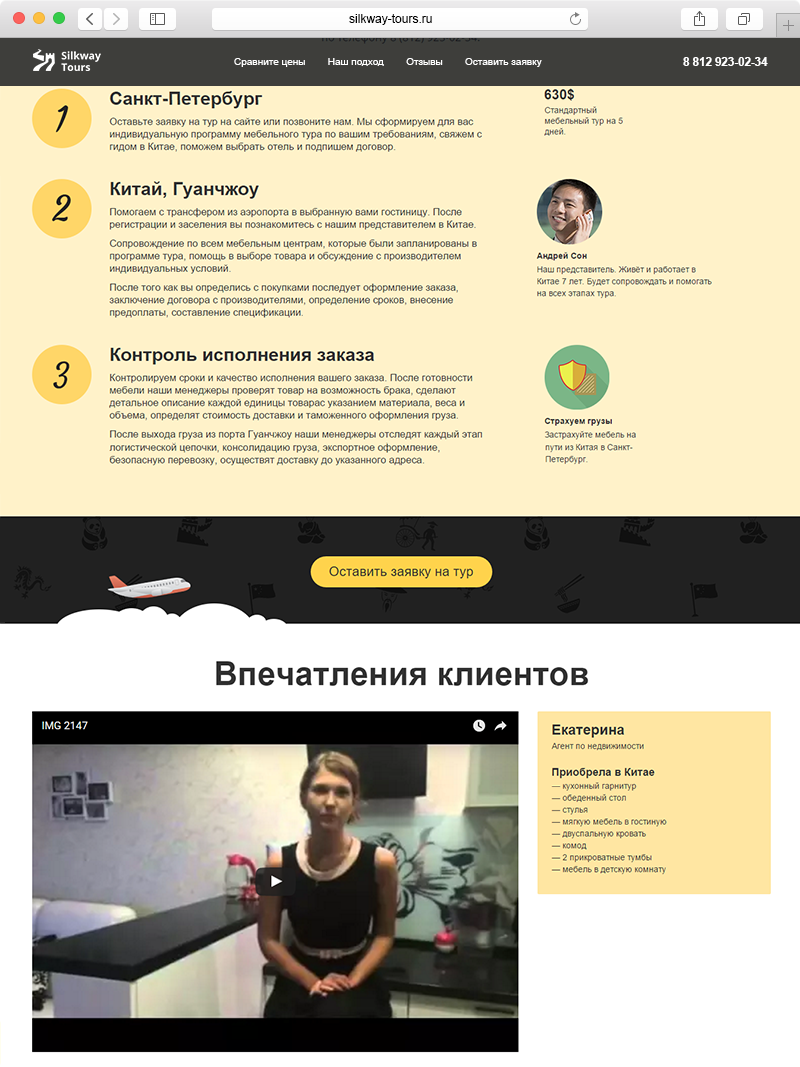 silkway-tours.ru
по телефону 8 (812) 923-02-34.
Silkway
Tours
Сравните цены
Наш подход
Отзывы
Оставить заявку
8 812 923-02-34
1
Санкт-Петербург
Оставьте заявку на тур на сайте или позвоните нам. Мы сформируем для вас
индивидуальную программу мебельного тура по вашим требованиям, свяжем с
гидом в Китае, поможем выбрать отель и подпишем договор.
630$
Стандартный
мебельный тур на 5
дней.
2
Китай, Гуанчжоу
Помогаем с трансфером из аэропорта в выбранную вами гостиницу. После
регистрации и заселения вы познакомитесь с нашим представителем в Китае.
Сопровождение по всем мебельным центрам, которые были запланированы в
программе тура, помощь в выборе товара и обсуждение с производителем
индивидуальных условий.
После того как вы определись с покупками последует оформление заказа,
заключение договора с производителями, определение сроков, внесение
предоплаты, составление спецификации.
Андрей Сон
Наш представитель. Живёт и работает в
Китае 7 лет. Будет сопровождать и помогать
на всех этапах тура.
3
Контроль исполнения заказа
Контролируем сроки и качество исполнения вашего заказа. После готовности
мебели наши менеджеры проверят товар на возможность брака, сделают
детальное описание каждой единицы товарас указанием материала, веса и
объема, определят стоимость доставки и таможенного оформления груза.
После выхода груза из порта Гуанчжоу наши менеджеры отследят каждый этап
логистической цепочки, консолидацию груза, экспортное оформление,
безопасную перевозку, осуществят доставку до указанного адреса.
Страхуем грузы
Застрахуйте мебель на
пути из Китая в Санкт-
Петербург.
Оставить заявку на тур
Впечатления клиентов
IMG 2147
Екатерина
Агент по недвижимости
Приобрела в Китае
— кухонный гарнитур
— обеденный стол
— стулья
— мягкую мебель в гостиную
— двуспальную кровать
— комод
— 2 прикроватные тумбы
— мебель в детскую комнату